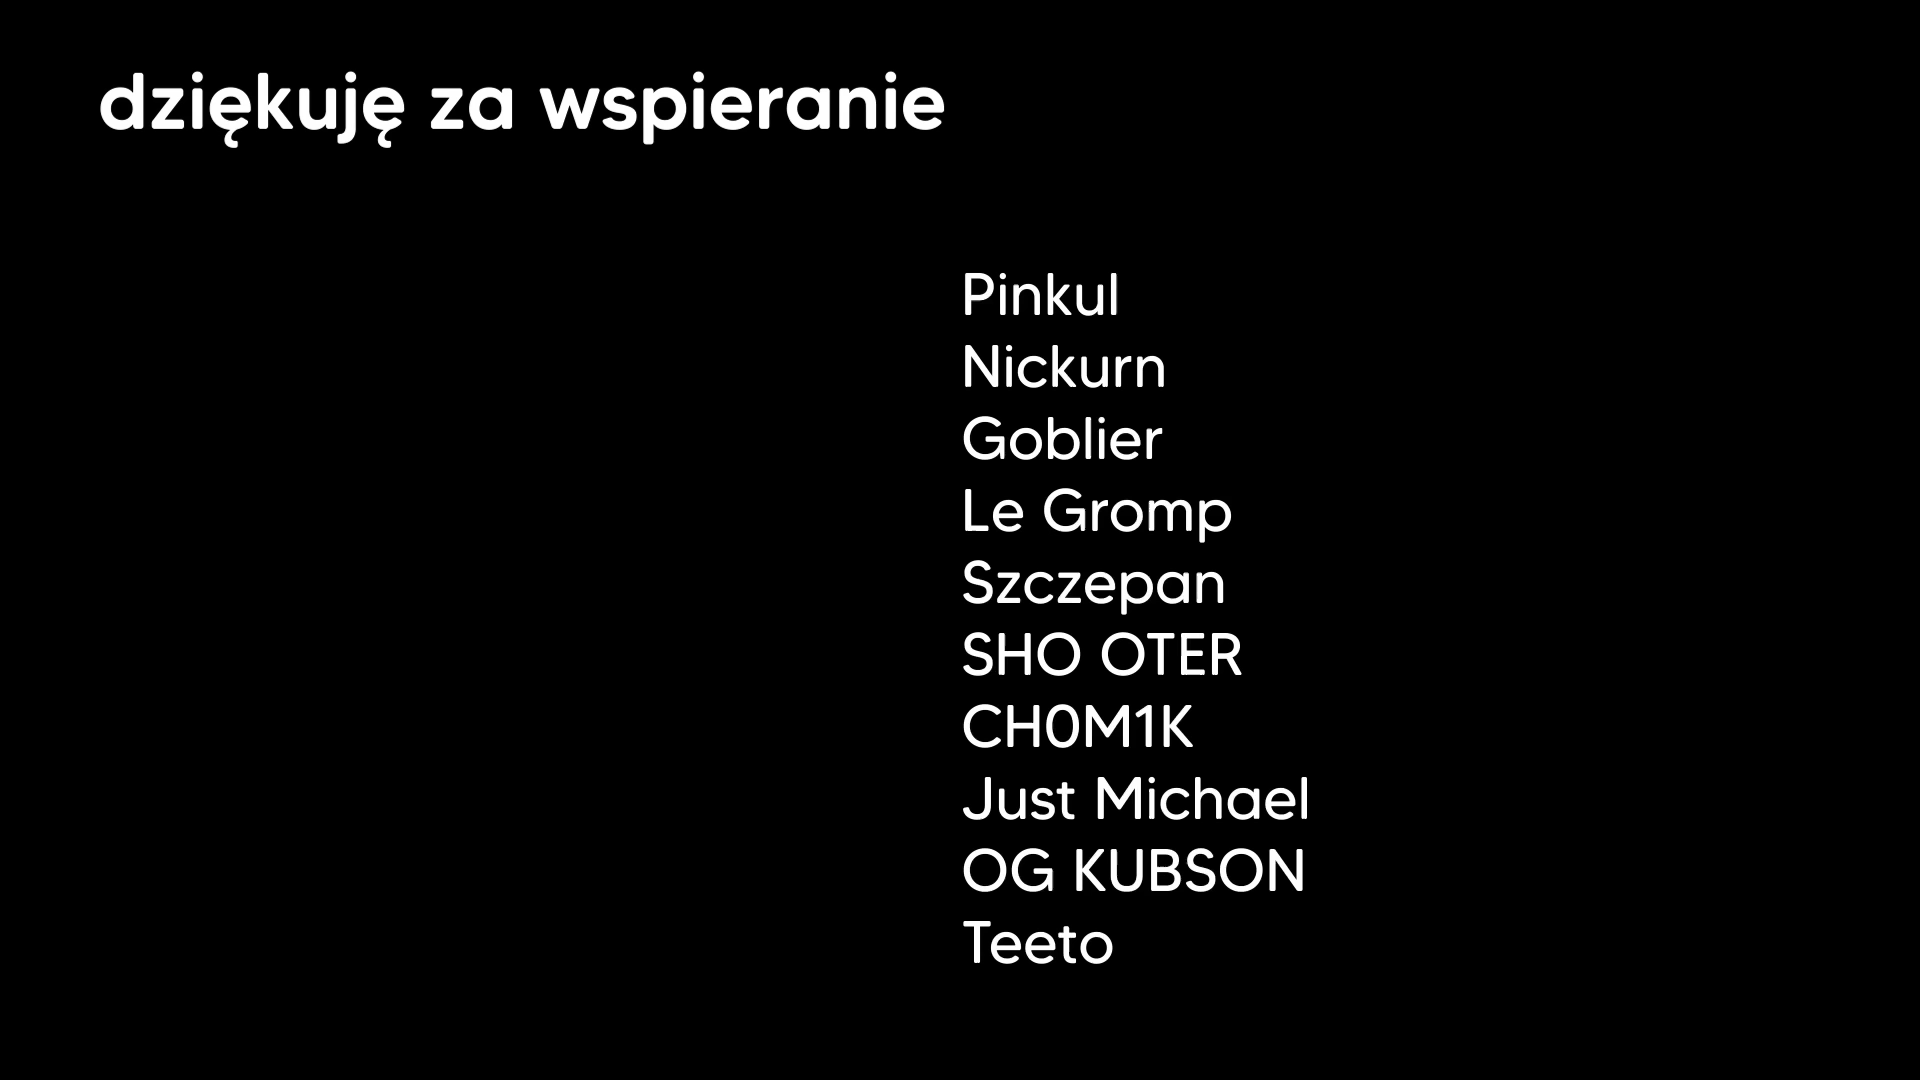 dziękuję za wspieranie
Pinkul
Nickurn
Goblier
Le Gromp
Szczepan
SHO OTER
CH0M1K
Just Michael
OG KUBSON
Teeto